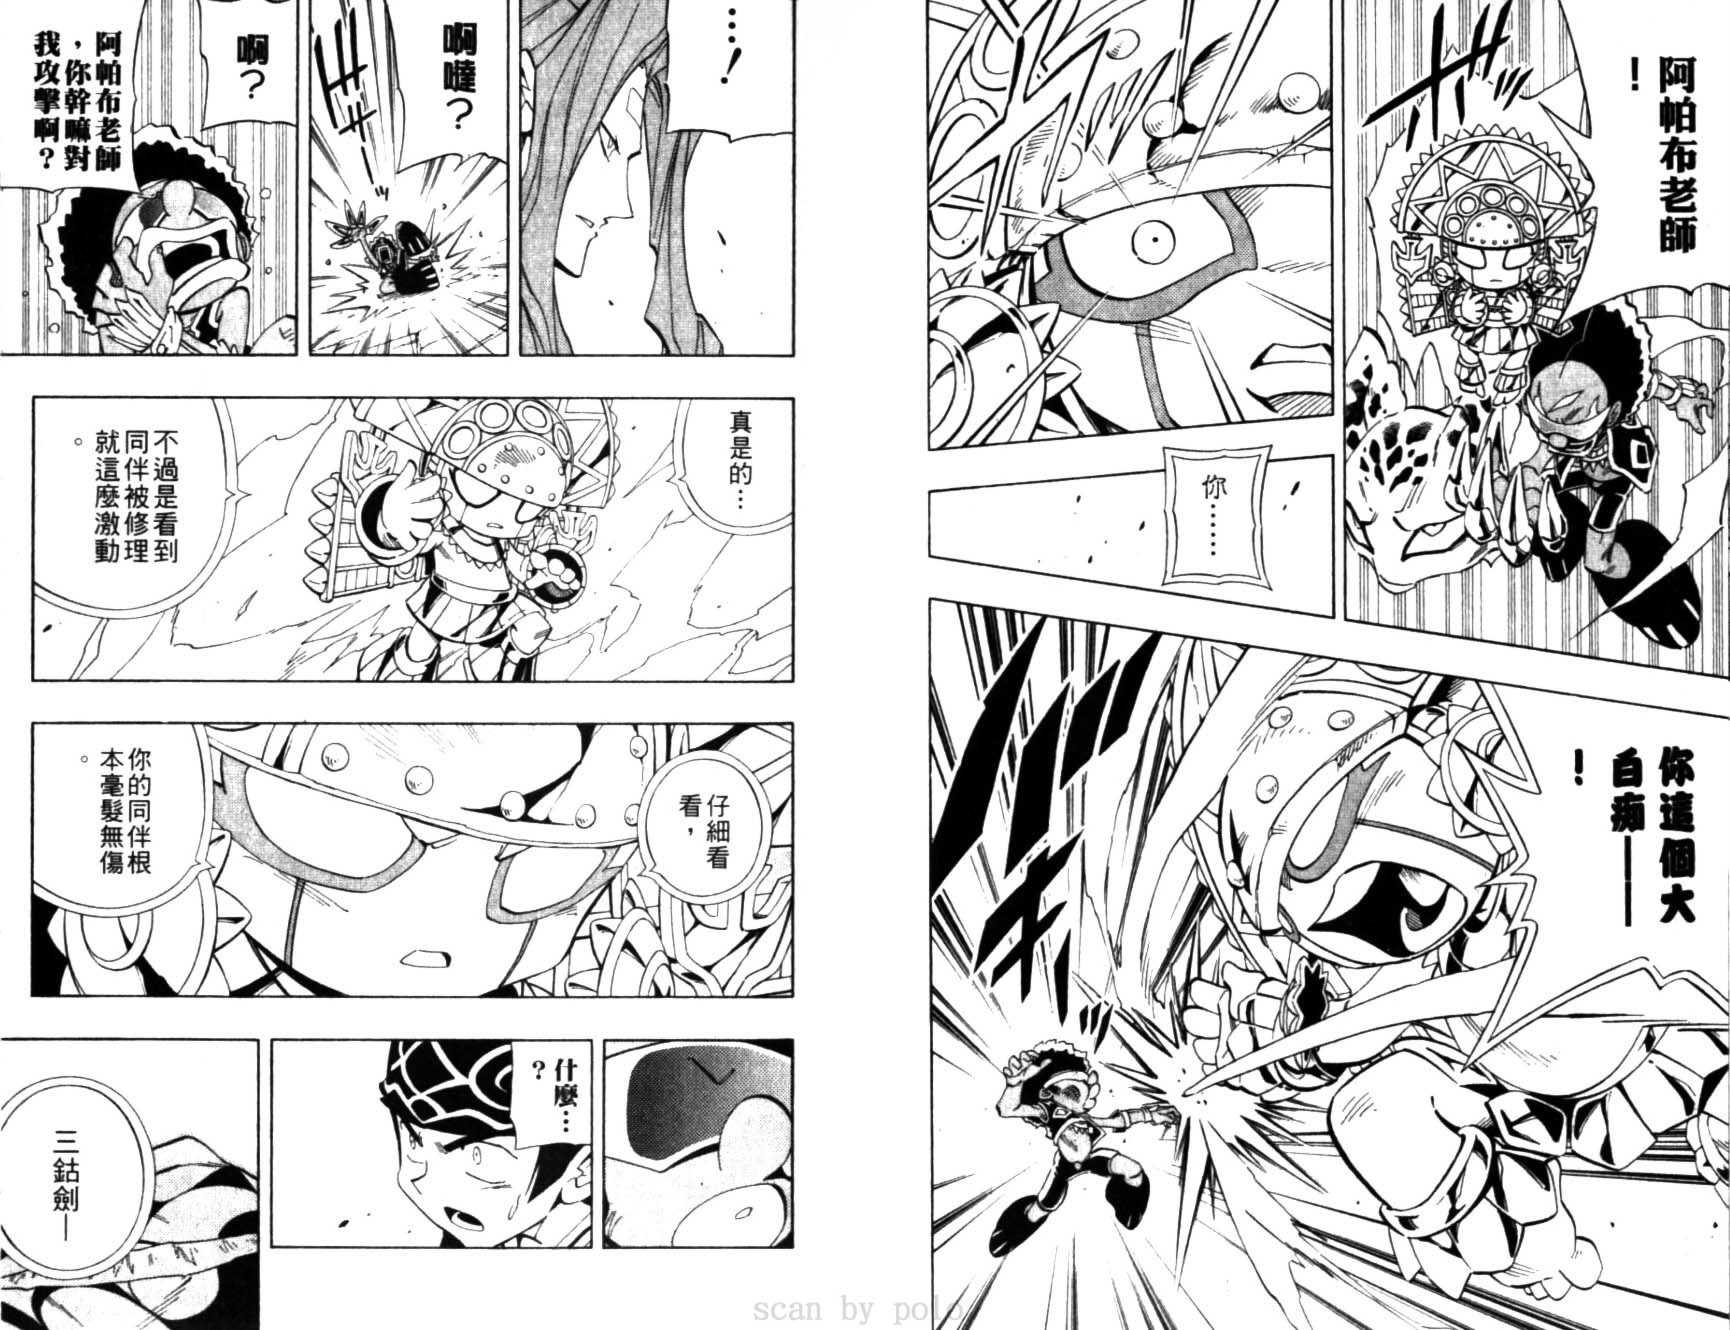 阿帕布老師
！
你……
你這個大
白痴──
！
…！
啊噠？
啊？
阿帕布老師
，你幹嘛對
我攻擊啊？
真是的…
不過是看到
同伴被修理
就這麼激動
。
仔細看
看，
你的同伴根
本毫髮無傷
。
什麼…
？
三鈷劍─
scan by polo